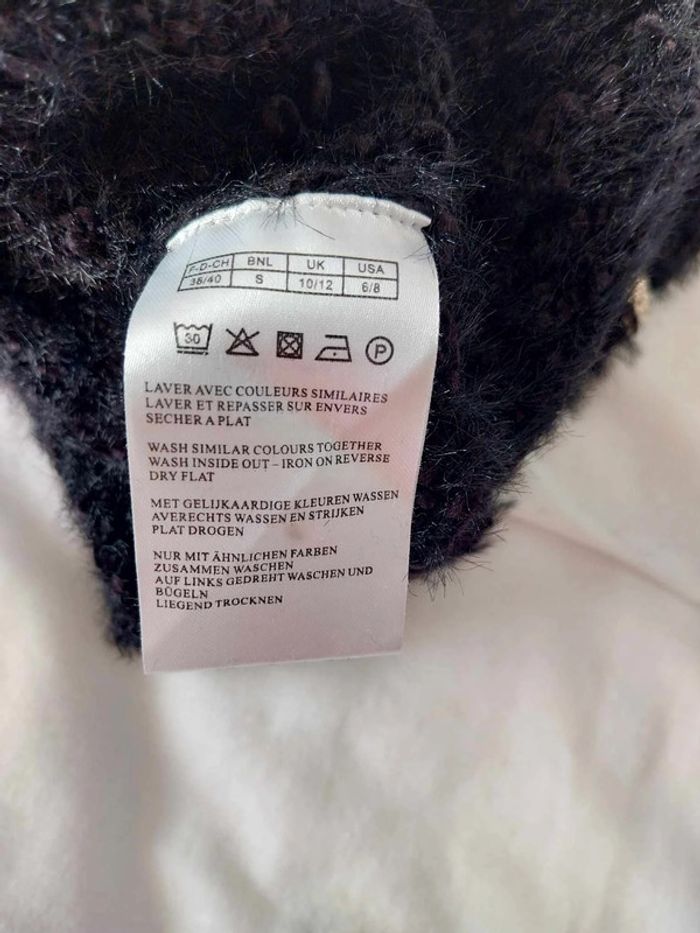 F-D-CH BNL UK USA
38/40 S 10/12 6/8
30 P
LAVER AVEC COULEURS SIMILAIRES
LAVER ET REPASSER SUR ENVERS
SECHER A PLAT
WASH SIMILAR COLOURS TOGETHER
WASH INSIDE OUT – IRON ON REVERSE
DRY FLAT
MET GELIJKAARDIGE KLEUREN WASSEN
AVERECHTS WASSEN EN STRIJKEN
PLAT DROGEN
NUR MIT ÄHNLICHEN FARBEN
ZUSAMMEN WASCHEN
AUF LINKS GEDREHT WASCHEN UND
BÜGELN
LIEGEND TROCKNEN